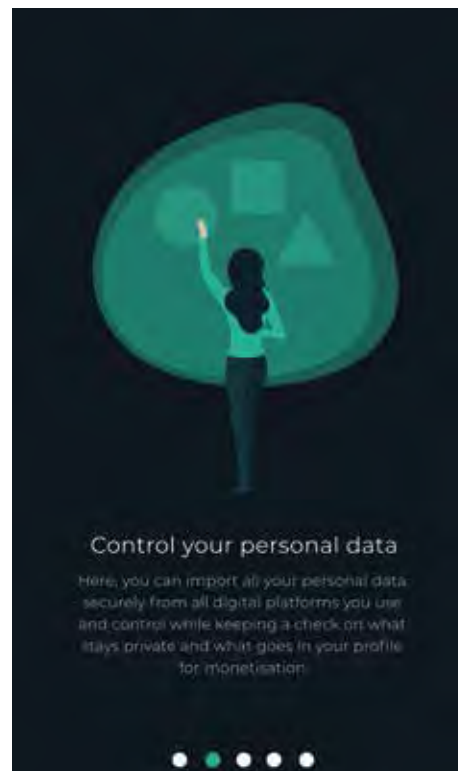 Control your personal data
Here, you can import all your personal data
securely from all digital platforms you use
and control while keeping a check on what
stays private and what goes in your profile
for monetisation.